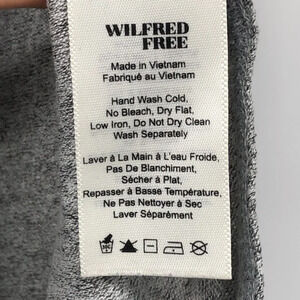 WILFRED
FREE
Made in Vietnam
Fabriqué au Vietnam
Hand Wash Cold,
No Bleach, Dry Flat,
Low Iron, Do Not Dry Clean
Wash Separately
Laver à La Main à L'eau Froide,
Pas De Blanchiment,
Sécher à Plat,
Repasser à Basse Température,
Ne Pas Nettoyer à Sec
Laver Séparément